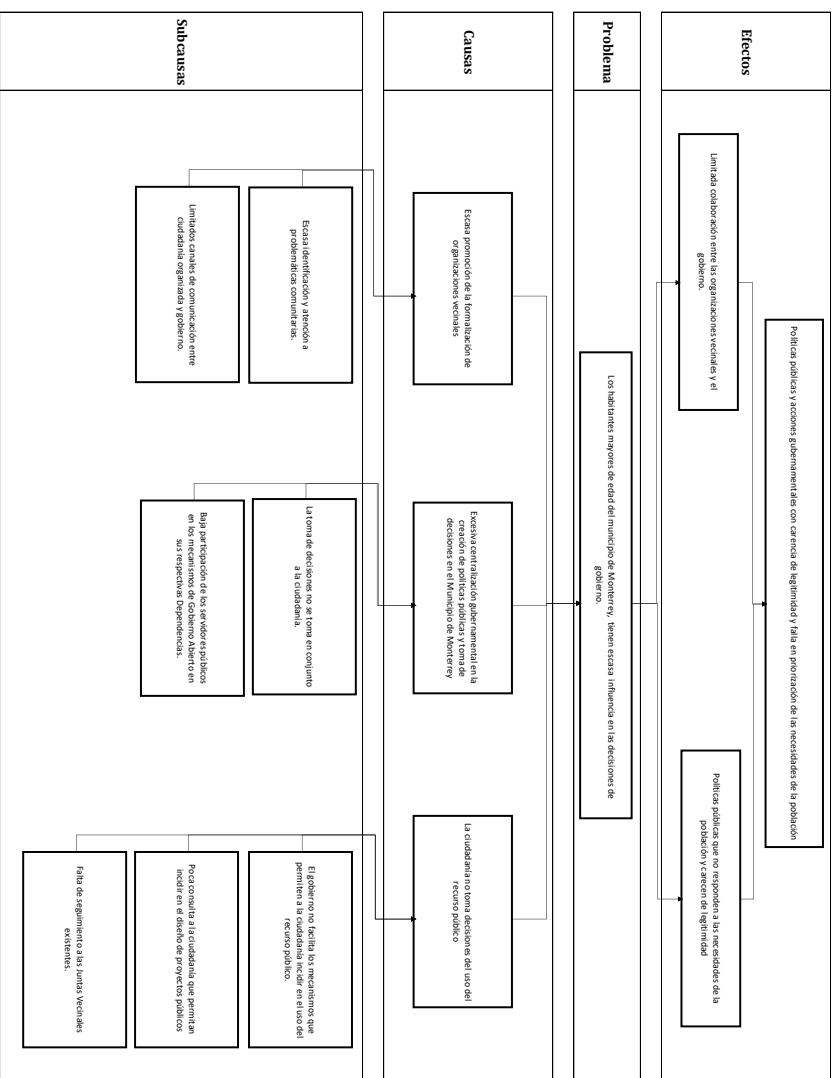 Efectos
Políticas públicas y acciones gubernamentales con carencia de legitimidad y falla en priorización de las necesidades de la población
Limitada colaboración entre las organizaciones vecinales y el
gobierno.
Políticas públicas que no responden a las necesidades de la
población y carecen de legitimidad
Problema
Los habitantes mayores de edad del municipio de Monterrey, tienen escasa influencia en las decisiones de
gobierno.
Causas
Escasa promoción de la formalización de
organizaciones vecinales
Excesiva centralización gubernamental en la
creación de políticas públicas y toma de
decisiones en el Municipio de Monterrey
La ciudadanía no toma decisiones del uso del
recurso público
Subcausas
Escasa identificación y atención a
problemáticas comunitarias.
Limitados canales de comunicación entre
ciudadanía organizada y gobierno.
La toma de decisiones no se toma en conjunto
a la ciudadanía.
Baja participación de los servidores públicos
en los mecanismos de Gobierno Abierto en
sus respectivas Dependencias.
El gobierno no facilita los mecanismos que
permiten a la ciudadanía incidir en el uso del
recurso público.
Poca consulta a la ciudadanía que permitan
incidir en el diseño de proyectos públicos
Falta de seguimiento a las Juntas Vecinales
existentes.